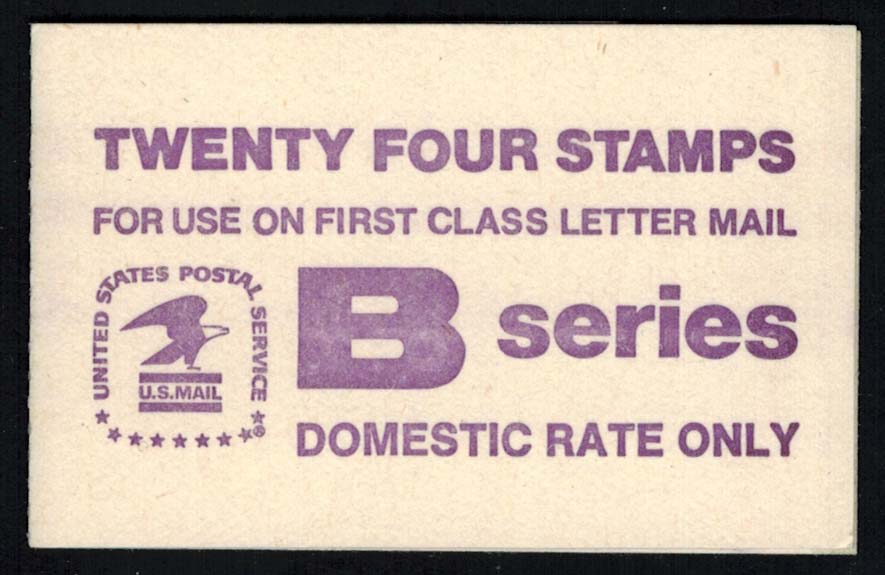 TWENTY FOUR STAMPS
FOR USE ON FIRST CLASS LETTER MAIL
UNITED STATES POSTAL SERVICE
U.S.MAIL
®
B series
DOMESTIC RATE ONLY